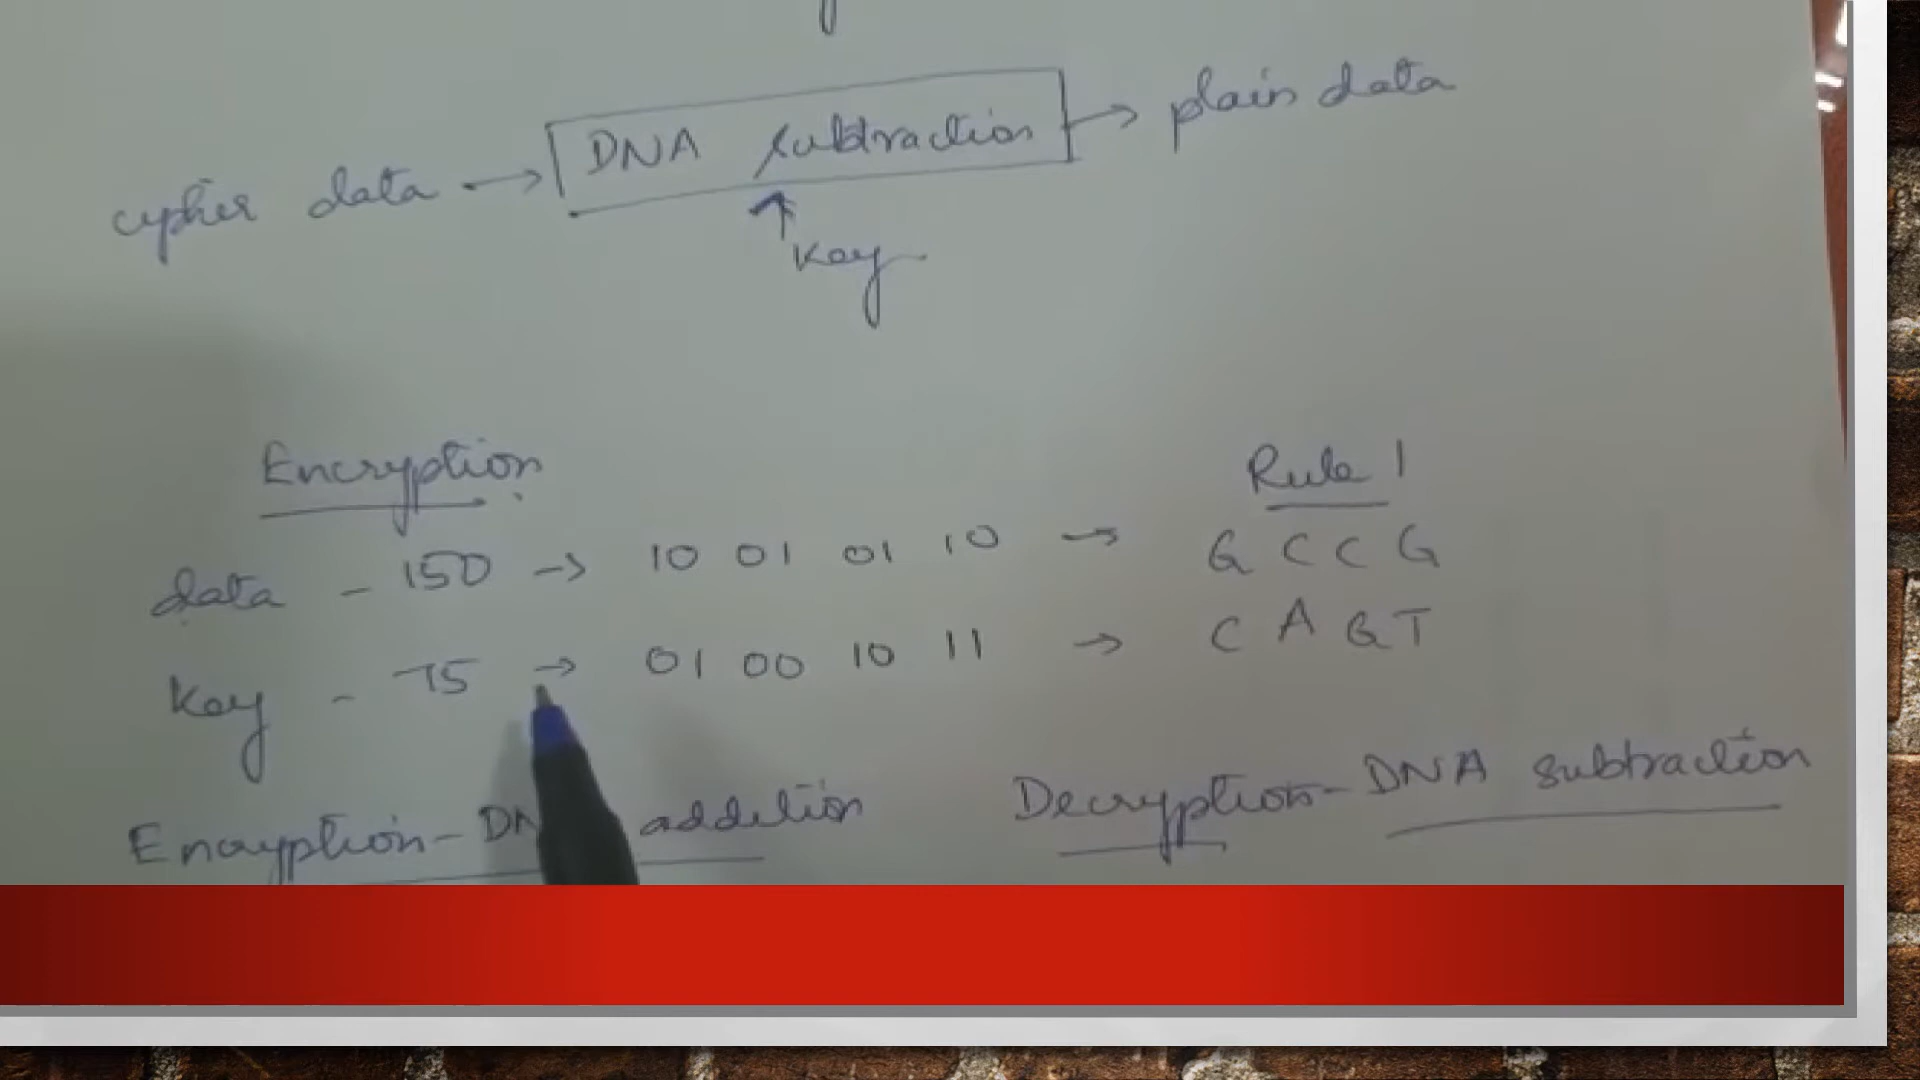 cypher data → DNA subtraction → plain data
↑ Key
Encryption Rule 1
data - 150 → 10 01 01 10 → G C C G
Key - 75 → 01 00 10 11 → C A G T
Encryption - DN addition Decryption - DNA subtraction